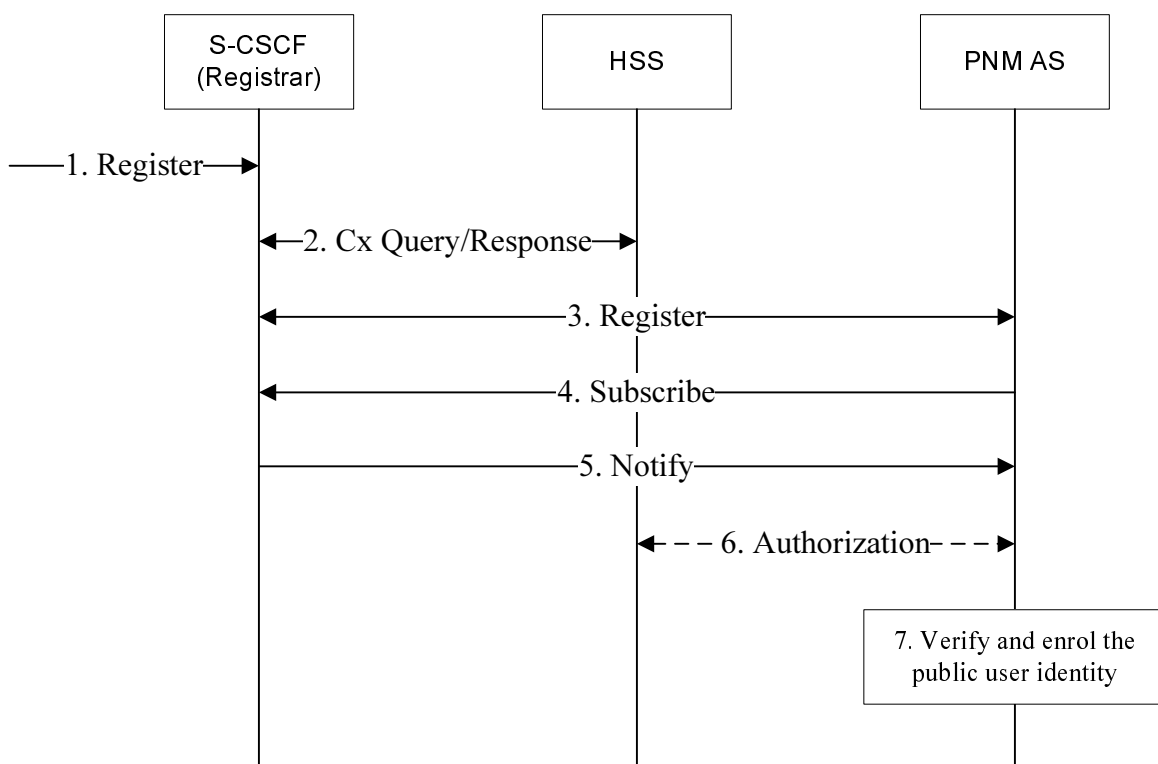 S-CSCF
(Registrar)
HSS
PNM AS
1. Register
2. Cx Query/Response
3. Register
4. Subscribe
5. Notify
6. Authorization
7. Verify and enrol the
public user identity